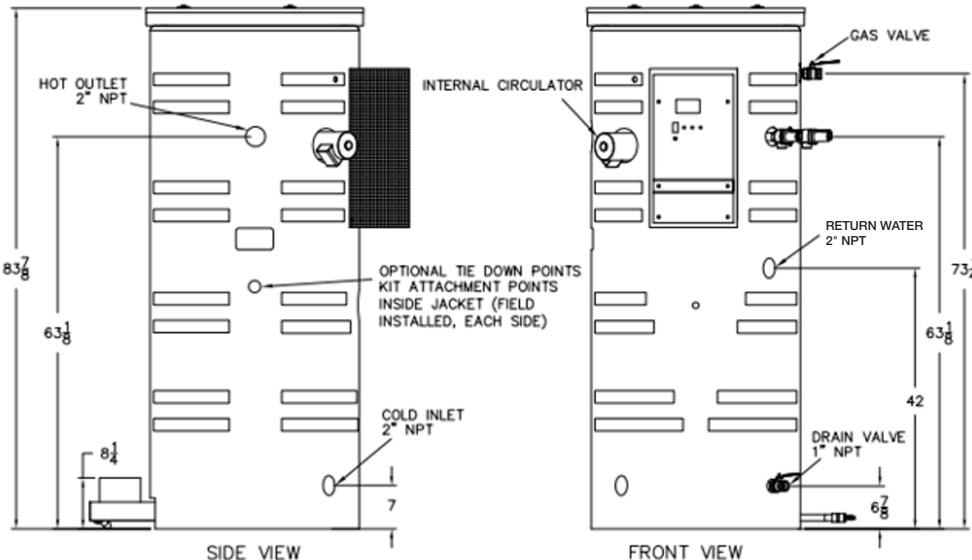 GAS VALVE
HOT OUTLET
2" NPT
INTERNAL CIRCULATOR
RETURN WATER
2" NPT
83 7/8
OPTIONAL TIE DOWN POINTS
KIT ATTACHMENT POINTS
INSIDE JACKET (FIELD
INSTALLED, EACH SIDE)
63 1/8
63 1/8
42
COLD INLET
2" NPT
DRAIN VALVE
1" NPT
8 1/4
7
6 7/8
SIDE VIEW
FRONT VIEW